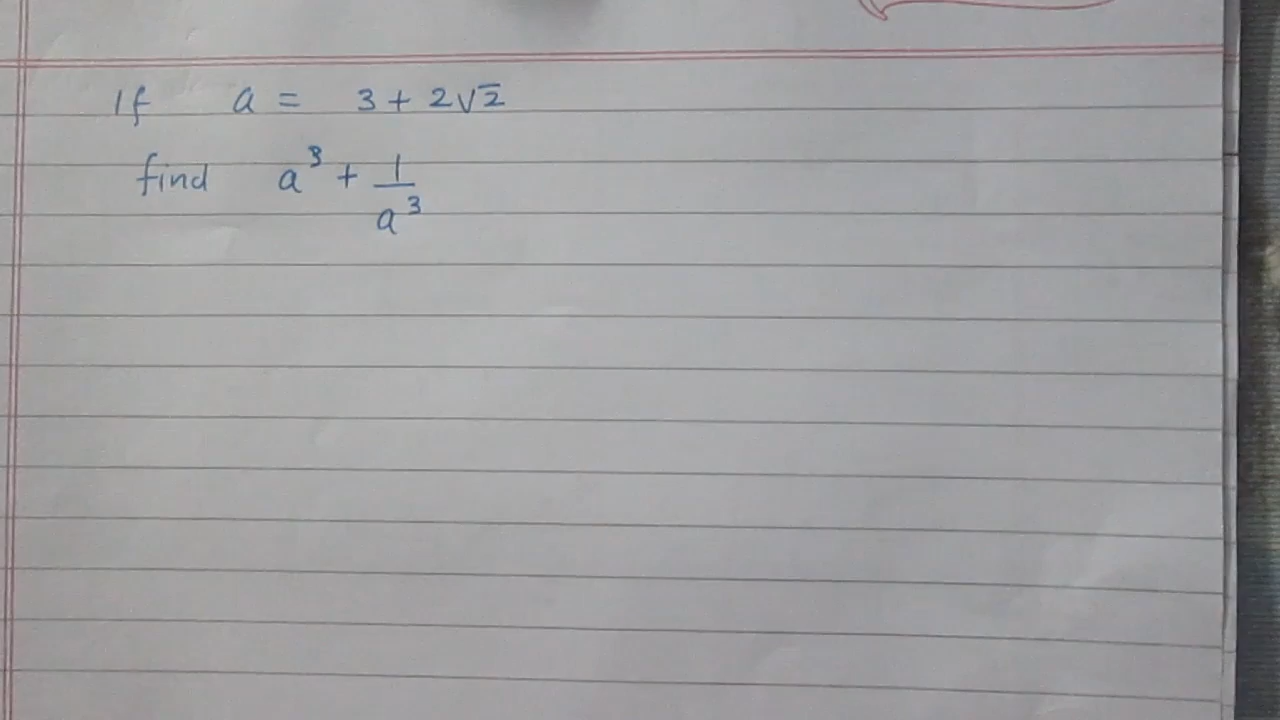 If a = 3 + 2√2
find a³ + 1/a³